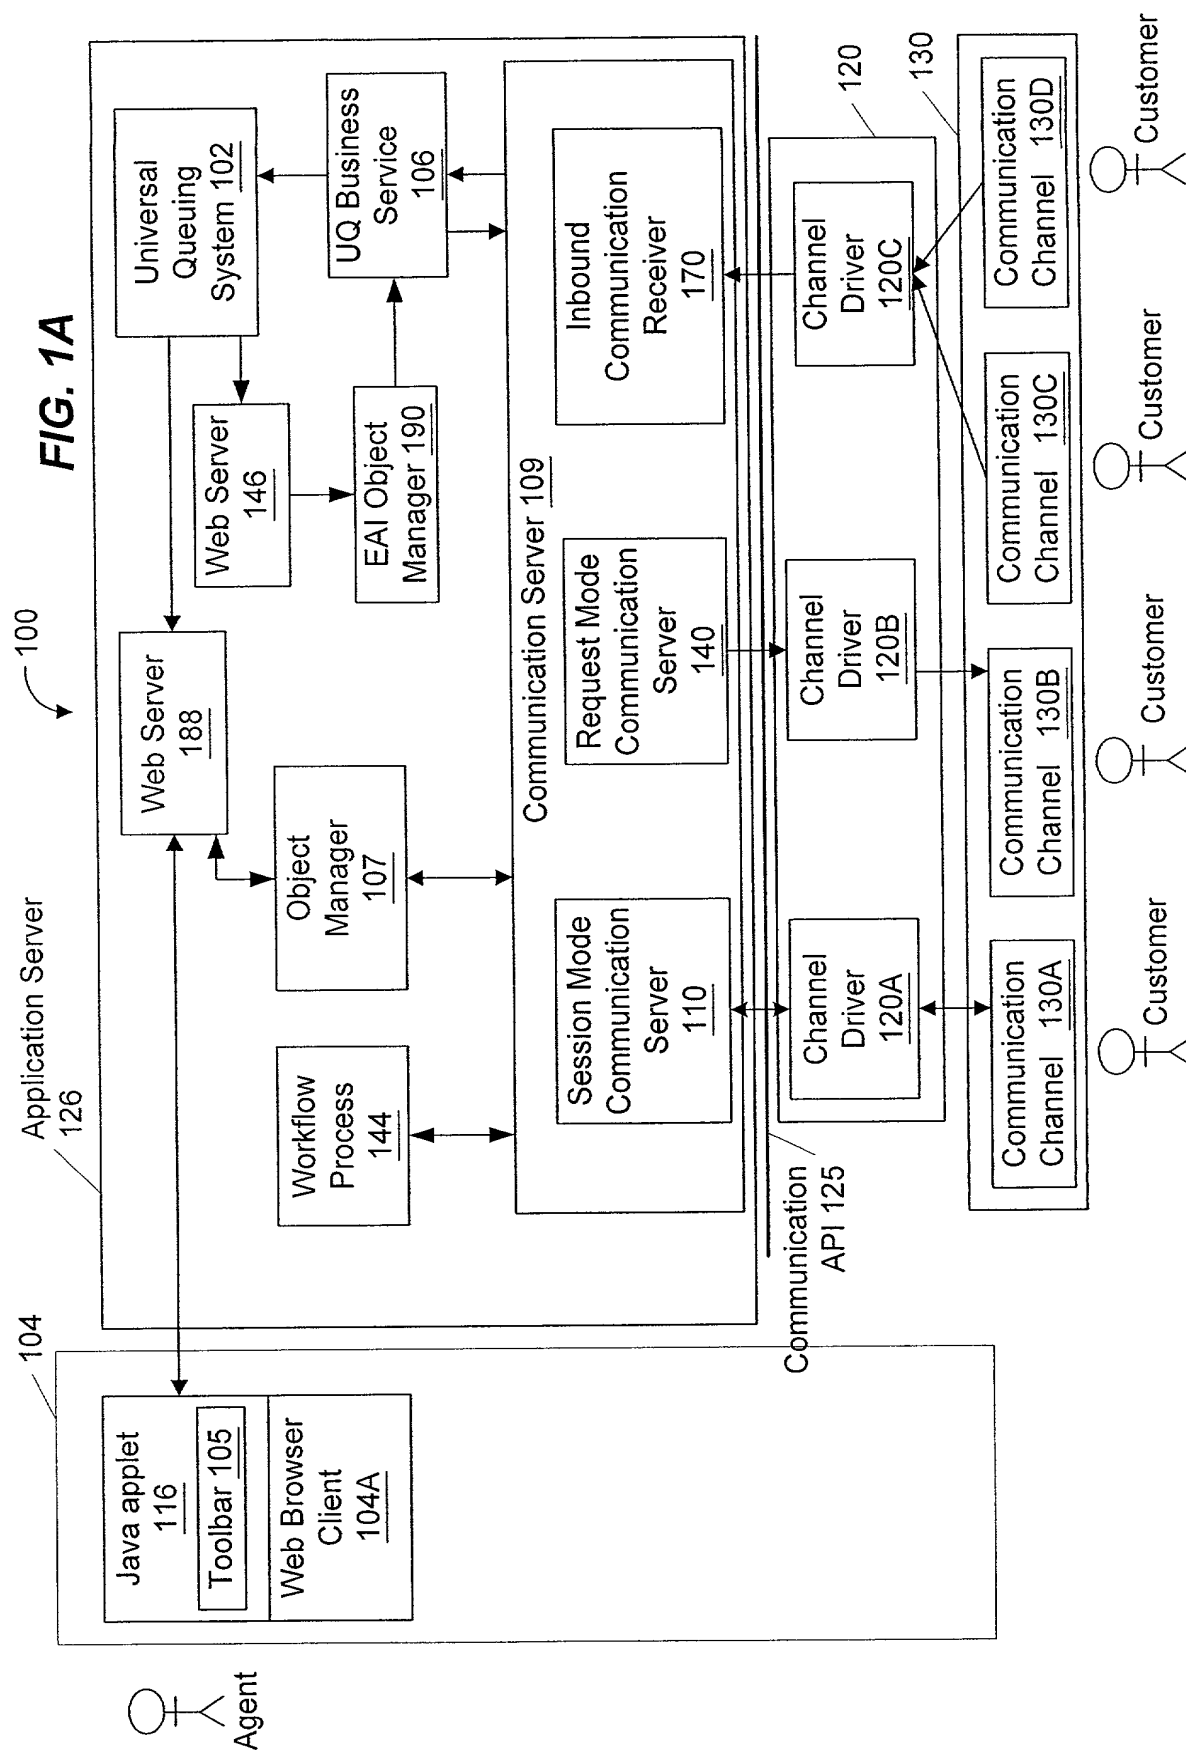 FIG. 1A
100
104
Java applet
116
Toolbar 105
Web Browser
Client
104A
Agent
Application Server
126
Web Server
188
Universal
Queuing
System 102
Web Server
146
UQ Business
Service
106
EAI Object
Manager 190
Object
Manager
107
Workflow
Process
144
Communication Server 109
Session Mode
Communication
Server
110
Request Mode
Communication
Server
140
Inbound
Communication
Receiver
170
Communication
API 125
120
Channel
Driver
120A
Channel
Driver
120B
Channel
Driver
120C
130
Communication
Channel 130A
Communication
Channel 130B
Communication
Channel 130C
Communication
Channel 130D
Customer
Customer
Customer
Customer